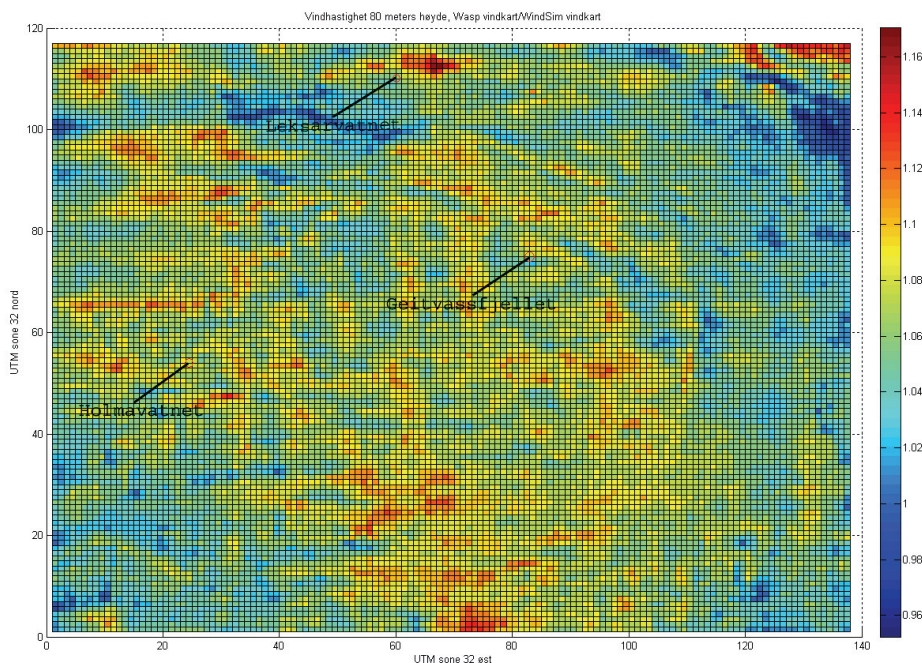 Vindhastighet 80 meters høyde, Wasp vindkart/WindSim vindkart
120
100
80
60
40
20
0
UTM sone 32 nord
Leksarvatnet
Geitvassfjellet
Holmavatnet
0 20 40 60 80 100 120 140
UTM sone 32 øst
1.16
1.14
1.12
1.1
1.08
1.06
1.04
1.02
1
0.98
0.96